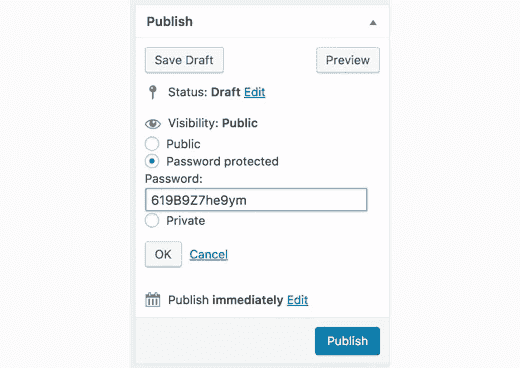 Publish
Save Draft Preview
Status: Draft Edit
Visibility: Public
Public
Password protected
Password:
619B9Z7he9ym
Private
OK Cancel
Publish immediately Edit
Publish